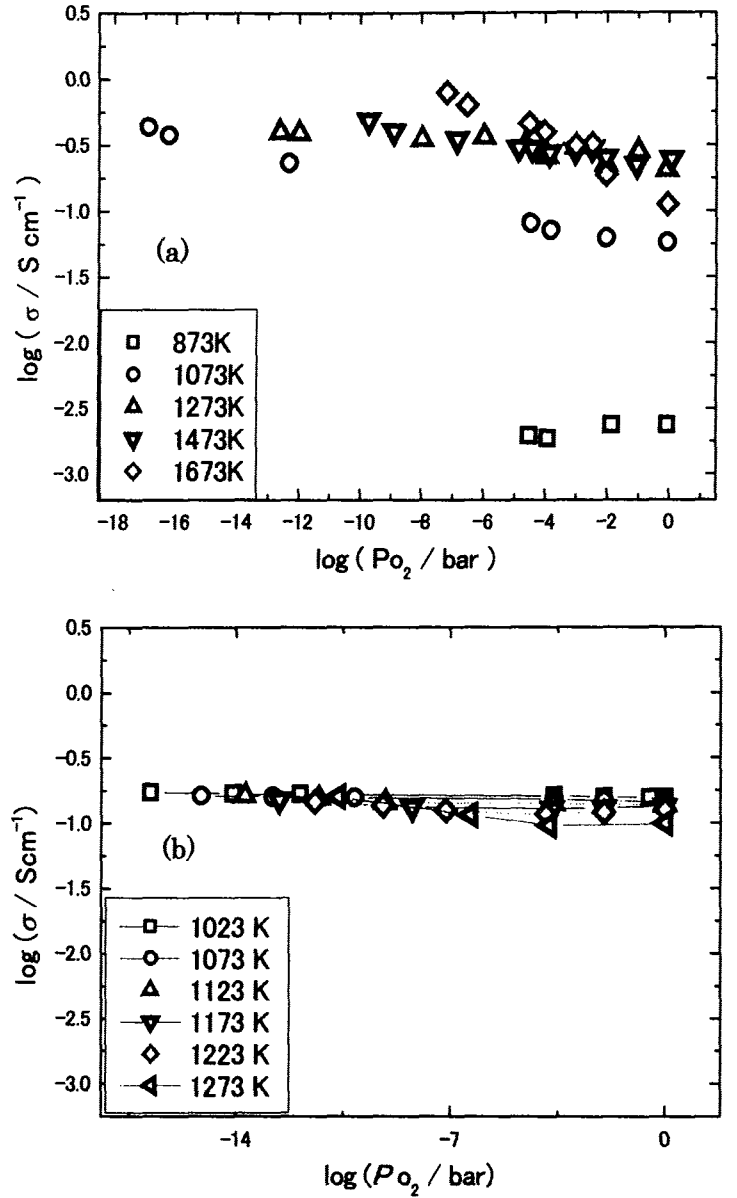 0.5
0.0
−0.5
−1.0
−1.5
−2.0
−2.5
−3.0
log ( σ / S cm⁻¹ )
(a)
873K
1073K
1273K
1473K
1673K
−18 −16 −14 −12 −10 −8 −6 −4 −2 0
log ( Po₂ / bar )
0.5
0.0
−0.5
−1.0
−1.5
−2.0
−2.5
−3.0
log (σ / Scm⁻¹)
(b)
1023 K
1073 K
1123 K
1173 K
1223 K
1273 K
−14 −7 0
log (Po₂ / bar)